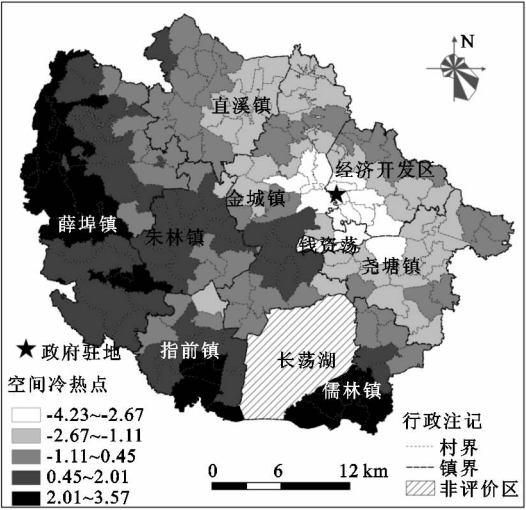 N
直溪镇
经济开发区
金城镇
薛埠镇
朱林镇
钱资荡
尧塘镇
政府驻地
指前镇
长荡湖
儒林镇
空间冷热点
-4.23~-2.67
-2.67~-1.11
-1.11~0.45
0.45~2.01
2.01~3.57
0 6 12 km
行政注记
村界
镇界
非评价区